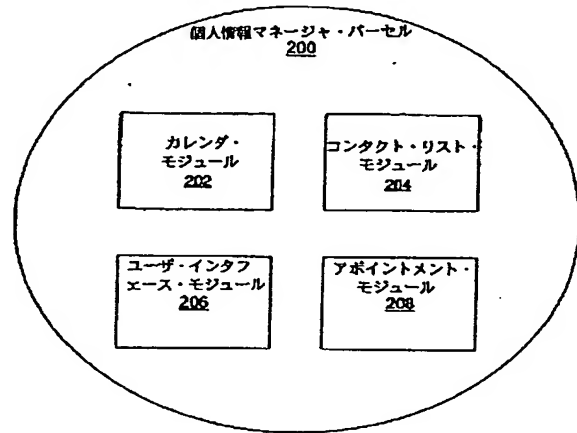 個人情報マネージャ・パーセル
200
カレンダ・
モジュール
202
コンタクト・リスト・
モジュール
204
ユーザ・インタフ
ェース・モジュール
206
アポイントメント・
モジュール
208